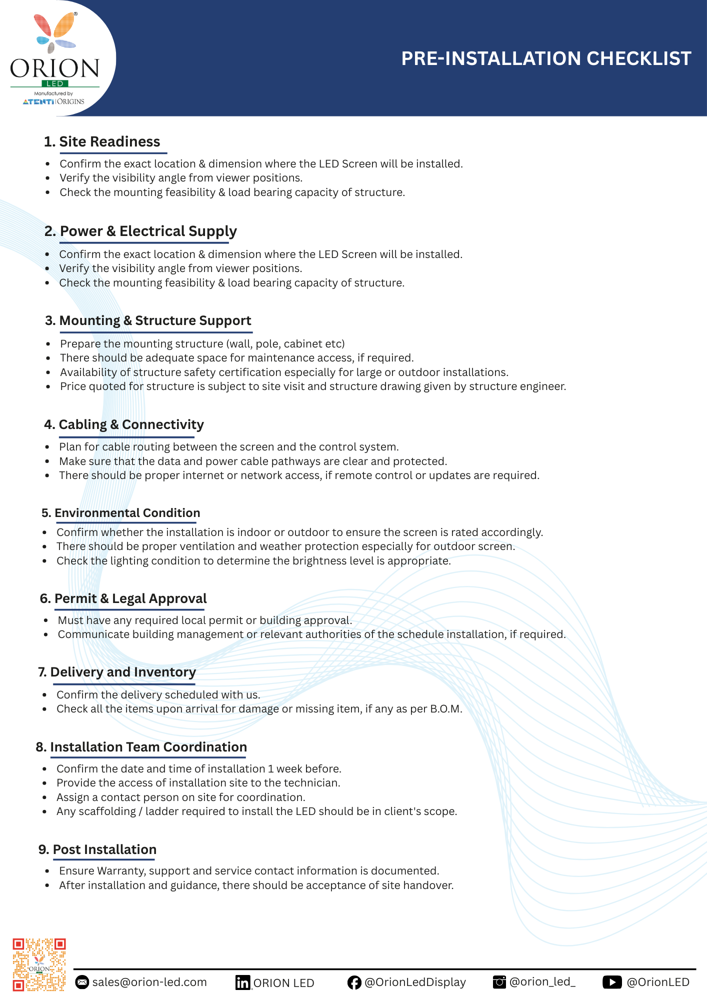 ®
ORION
LED
Manufactured by
ATENTI | ORIGINS
PRE-INSTALLATION CHECKLIST
1. Site Readiness
• Confirm the exact location & dimension where the LED Screen will be installed.
• Verify the visibility angle from viewer positions.
• Check the mounting feasibility & load bearing capacity of structure.
2. Power & Electrical Supply
• Confirm the exact location & dimension where the LED Screen will be installed.
• Verify the visibility angle from viewer positions.
• Check the mounting feasibility & load bearing capacity of structure.
3. Mounting & Structure Support
• Prepare the mounting structure (wall, pole, cabinet etc)
• There should be adequate space for maintenance access, if required.
• Availability of structure safety certification especially for large or outdoor installations.
• Price quoted for structure is subject to site visit and structure drawing given by structure engineer.
4. Cabling & Connectivity
• Plan for cable routing between the screen and the control system.
• Make sure that the data and power cable pathways are clear and protected.
• There should be proper internet or network access, if remote control or updates are required.
5. Environmental Condition
• Confirm whether the installation is indoor or outdoor to ensure the screen is rated accordingly.
• There should be proper ventilation and weather protection especially for outdoor screen.
• Check the lighting condition to determine the brightness level is appropriate.
6. Permit & Legal Approval
• Must have any required local permit or building approval.
• Communicate building management or relevant authorities of the schedule installation, if required.
7. Delivery and Inventory
• Confirm the delivery scheduled with us.
• Check all the items upon arrival for damage or missing item, if any as per B.O.M.
8. Installation Team Coordination
• Confirm the date and time of installation 1 week before.
• Provide the access of installation site to the technician.
• Assign a contact person on site for coordination.
• Any scaffolding / ladder required to install the LED should be in client's scope.
9. Post Installation
• Ensure Warranty, support and service contact information is documented.
• After installation and guidance, there should be acceptance of site handover.
ORION
sales@orion-led.com
in ORION LED
@OrionLedDisplay
@orion_led_
@OrionLED